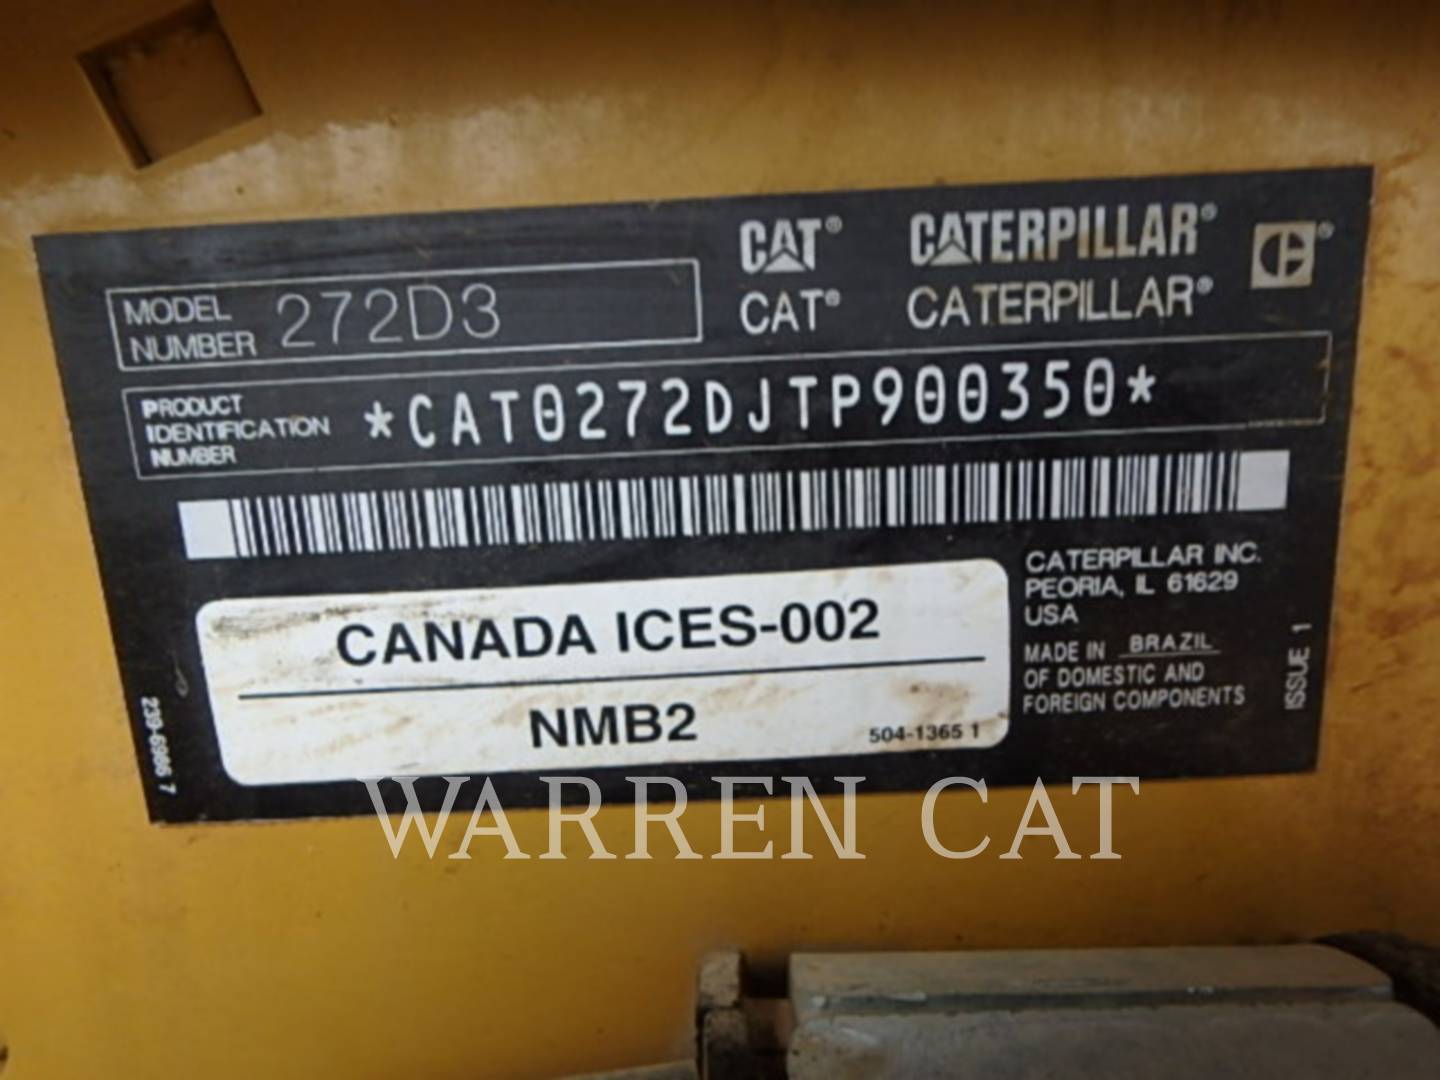 CAT® CATERPILLAR®
CAT® CATERPILLAR®
MODEL NUMBER 272D3
PRODUCT IDENTIFICATION NUMBER *CAT0272DJTP900350*
CANADA ICES-002
NMB2
504-1365 1
CATERPILLAR INC.
PEORIA, IL 61629
USA
MADE IN BRAZIL
OF DOMESTIC AND
FOREIGN COMPONENTS
ISSUE 1
239-6986 7
WARREN CAT